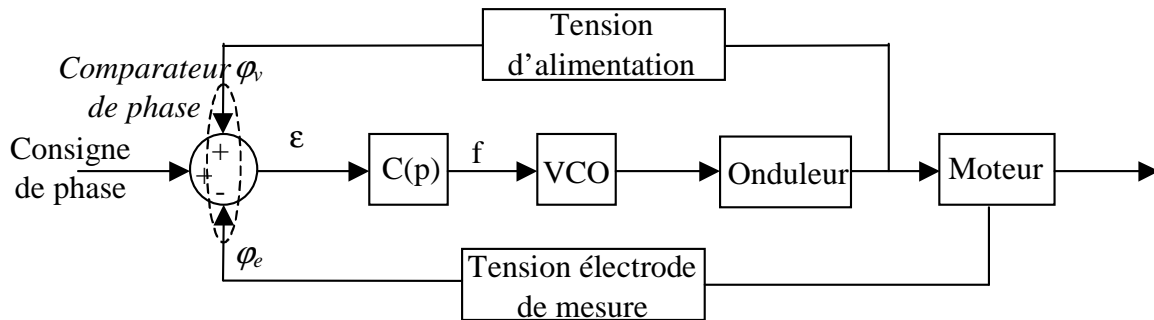 Tension
d'alimentation
Comparateur φv
de phase
Consigne
de phase
+
+
-
ε
C(p)
f
VCO
Onduleur
Moteur
φe
Tension électrode
de mesure